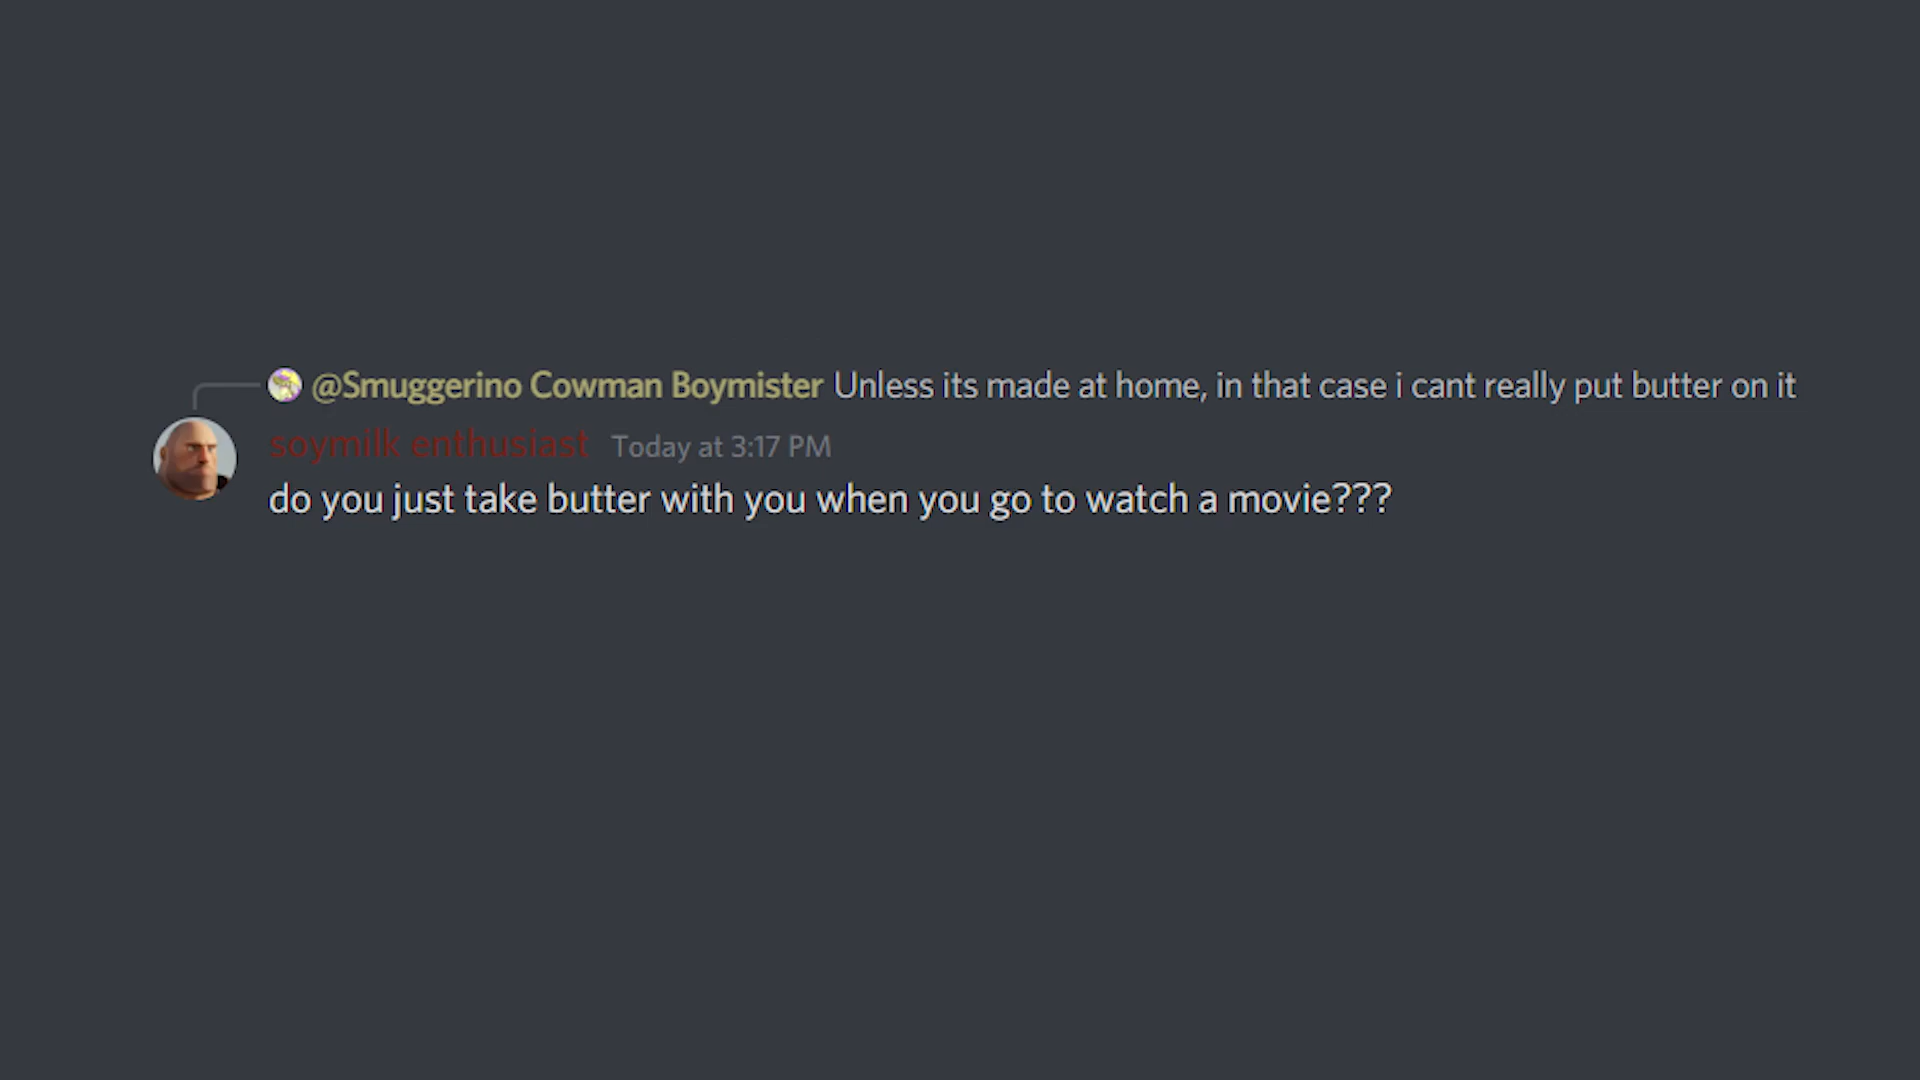 @Smuggerino Cowman Boymister Unless its made at home, in that case i cant really put butter on it
soymilk enthusiast Today at 3:17 PM
do you just take butter with you when you go to watch a movie???